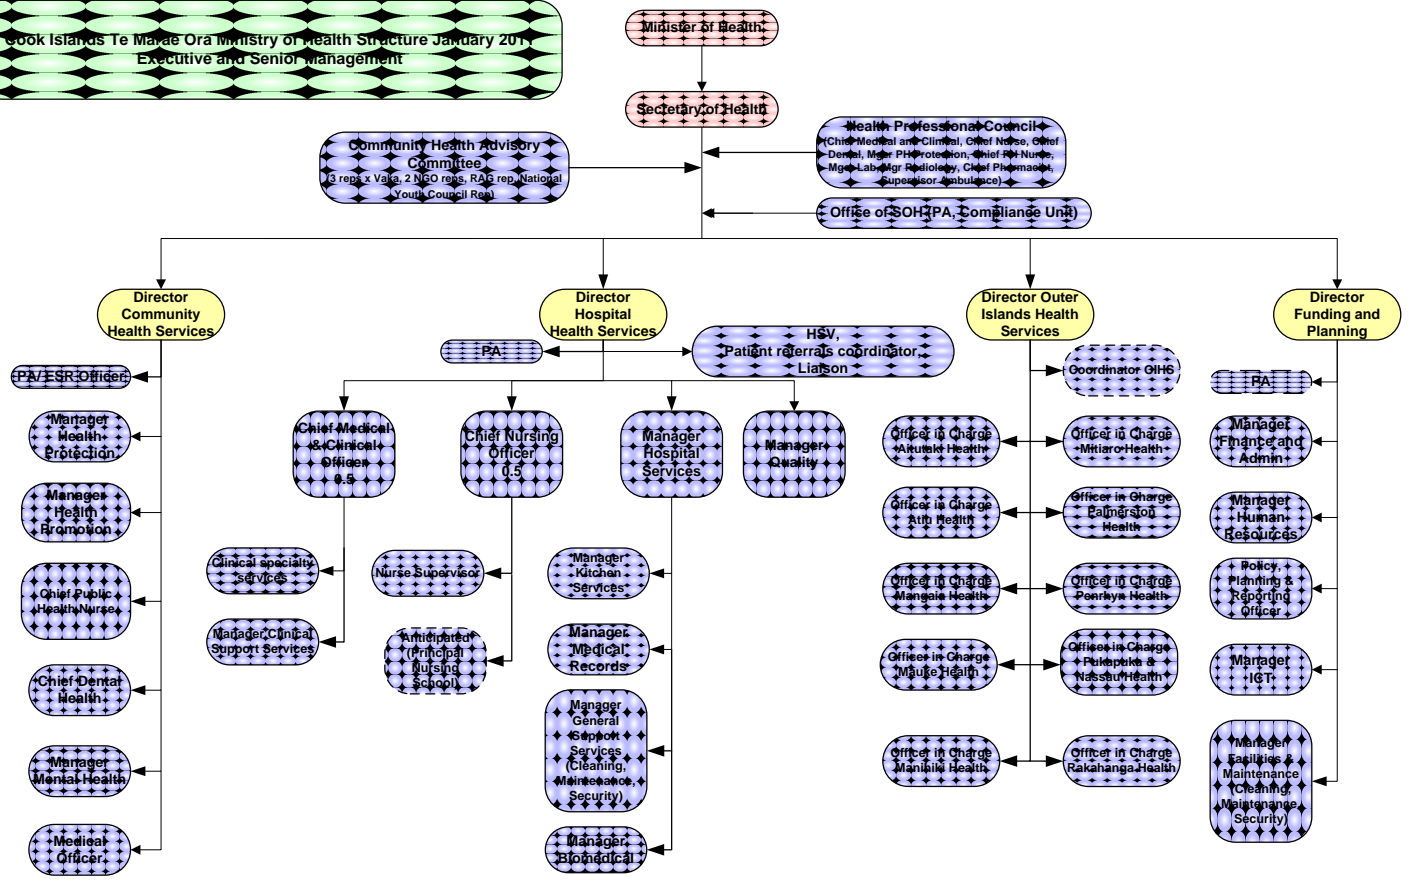 Cook Islands Te Marae Ora Ministry of Health Structure January 201
Executive and Senior Management
Minister of Health
Secretary of Health
Community Health Advisory
Committee
(3 reps x Vaka, 2 NGO reps, RAG rep, National
Youth Council Rep)
Health Professional Council
(Chief Medical and Clinical, Chief Nurse, Chief
Dental, Mger PH Protection, Chief PH Nurse,
Mger Lab, Mgr Radiology, Chief Pharmacist,
Supervisor Ambulance)
Office of SOH (PA, Compliance Unit)
Director
Community
Health Services
Director
Hospital
Health Services
Director Outer
Islands Health
Services
Director
Funding and
Planning
PA/ ESR Officer
Manager
Health
Protection
Manager
Health
Promotion
Chief Public
Health Nurse
Chief Dental
Health
Manager
Mental Health
Medical
Officer
PA
HSV,
Patient referrals coordinator,
Liaison
Chief Medical
& Clinical
Officer
0.5
Chief Nursing
Officer
0.5
Manager
Hospital
Services
Manager
Quality
Clinical specialty
services
Manager Clinical
Support Services
Nurse Supervisor
Anticipated
(Principal
Nursing
School)
Manager
Kitchen
Services
Manager
Medical
Records
Manager
General
Support
Services
(Cleaning,
Maintenance,
Security)
Manager
Biomedical
Coordinator OIHS
Officer in Charge
Aitutaki Health
Officer in Charge
Mitiaro Health
Officer in Charge
Atiu Health
Officer in Charge
Palmerston
Health
Officer in Charge
Mangaia Health
Officer in Charge
Penrhyn Health
Officer in Charge
Mauke Health
Officer in Charge
Pukapuka &
Nassau Health
Officer in Charge
Manihiki Health
Officer in Charge
Rakahanga Health
PA
Manager
Finance and
Admin
Manager
Human
Resources
Policy,
Planning &
Reporting
Officer
Manager
ICT
Manager
Facilities &
Maintenance
(Cleaning,
Maintenance,
Security)